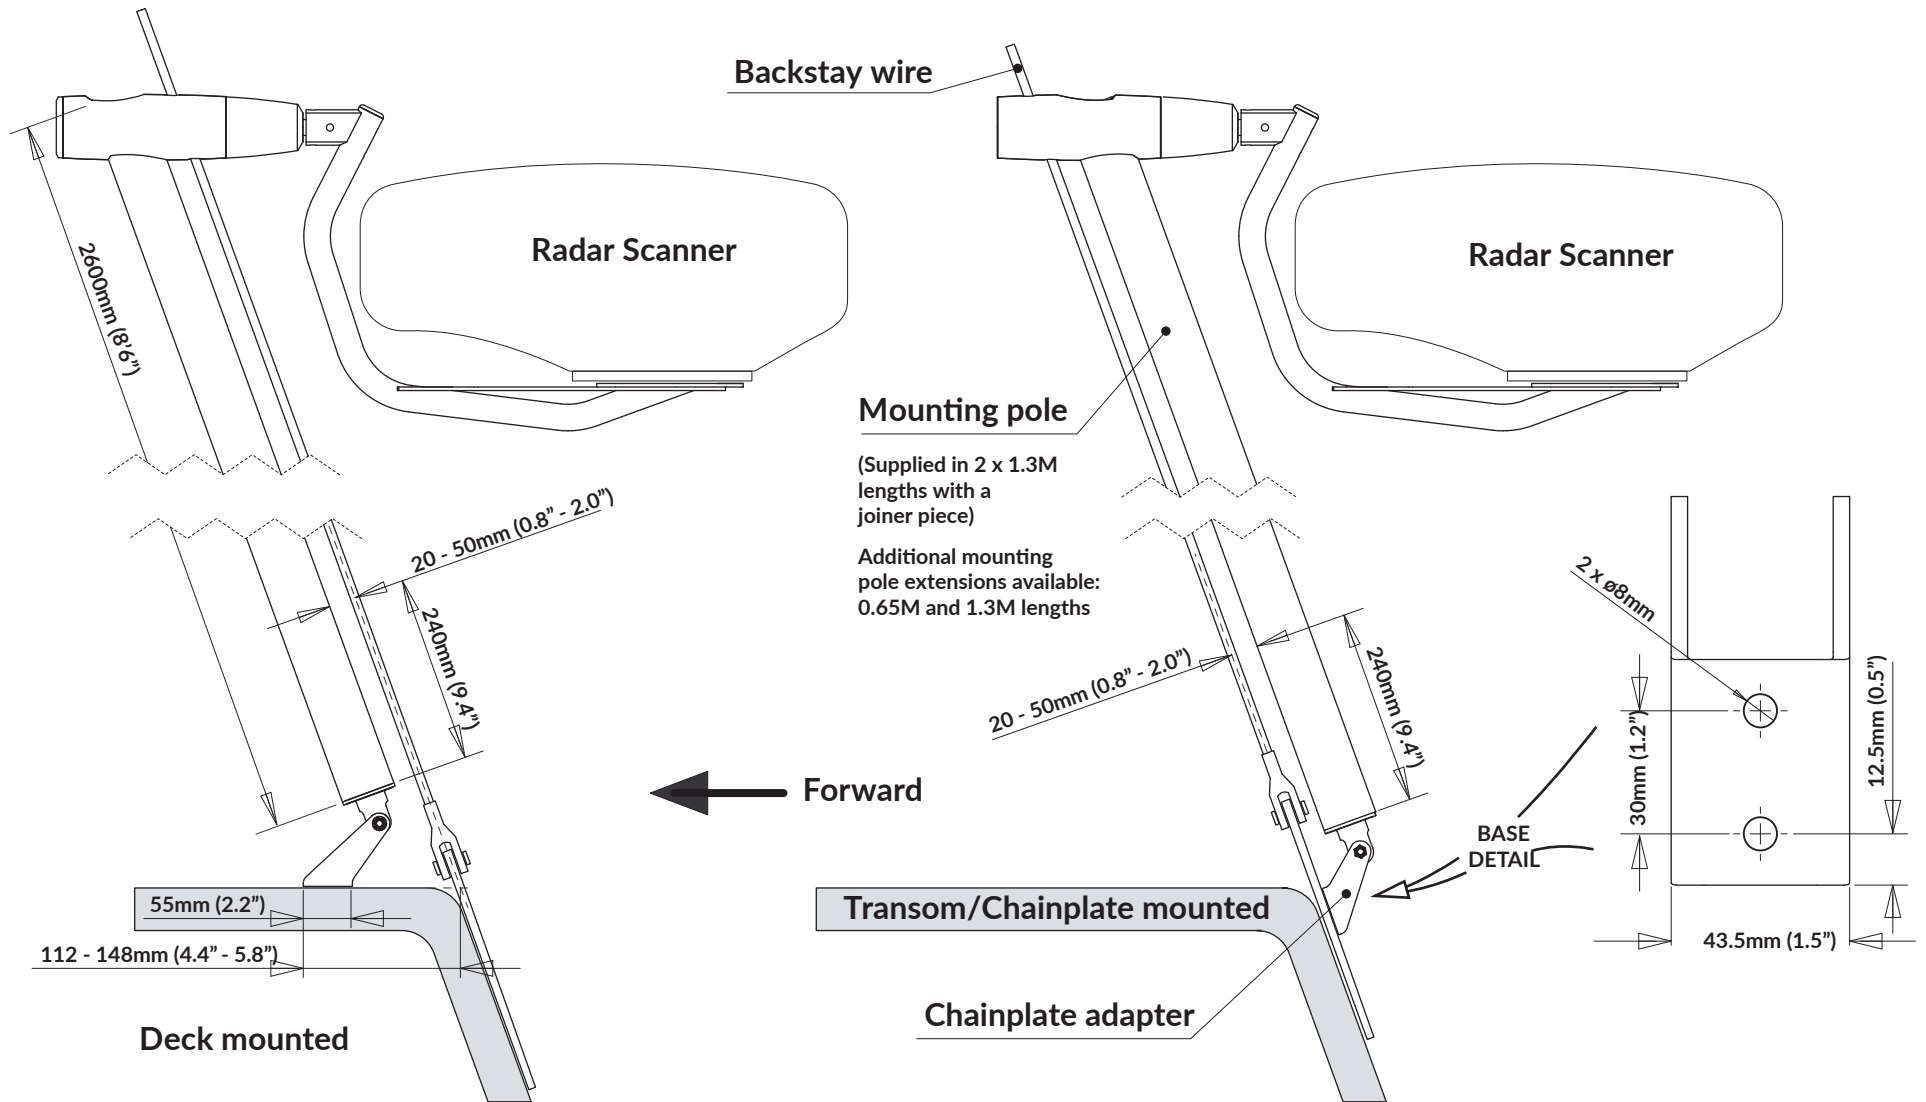 Backstay wire
Radar Scanner
Radar Scanner
2600mm (8’6”)
Mounting pole
(Supplied in 2 x 1.3M
lengths with a
joiner piece)
Additional mounting
pole extensions available:
0.65M and 1.3M lengths
20 - 50mm (0.8” - 2.0”)
240mm (9.4”)
20 - 50mm (0.8” - 2.0”)
240mm (9.4”)
2 x ø8mm
30mm (1.2”)
12.5mm (0.5”)
43.5mm (1.5”)
Forward
BASE
DETAIL
55mm (2.2”)
112 - 148mm (4.4” - 5.8”)
Transom/Chainplate mounted
Chainplate adapter
Deck mounted